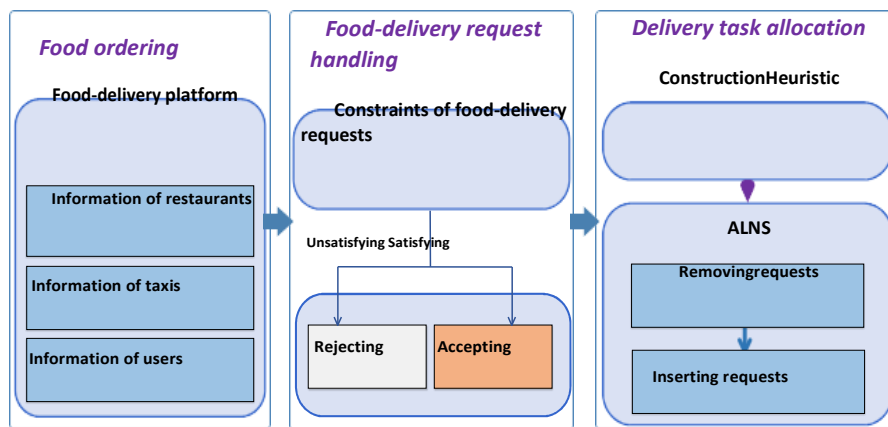 Food ordering
Food-delivery platform
Information of restaurants
Information of taxis
Information of users
Food-delivery request
handling
Constraints of food-delivery
requests
Unsatisfying Satisfying
Rejecting
Accepting
Delivery task allocation
ConstructionHeuristic
ALNS
Removingrequests
Inserting requests